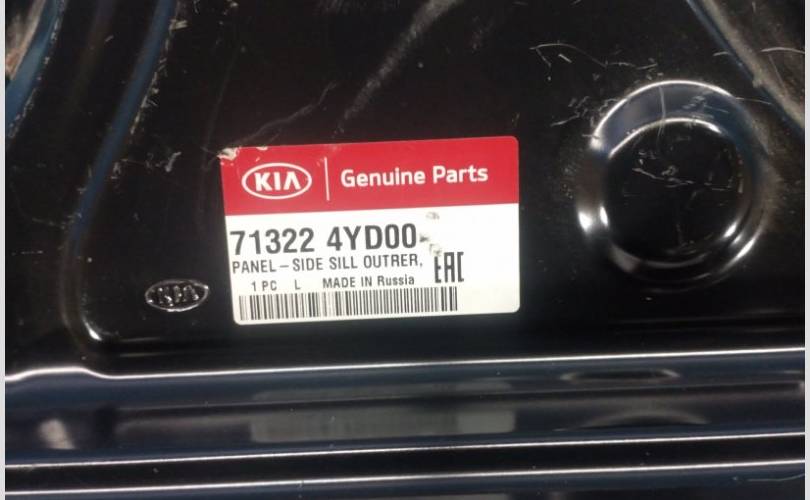 KIA Genuine Parts
71322 4YD00
PANEL-SIDE SILL OUTRER,
1 PC L MADE IN Russia
EAC
KIA